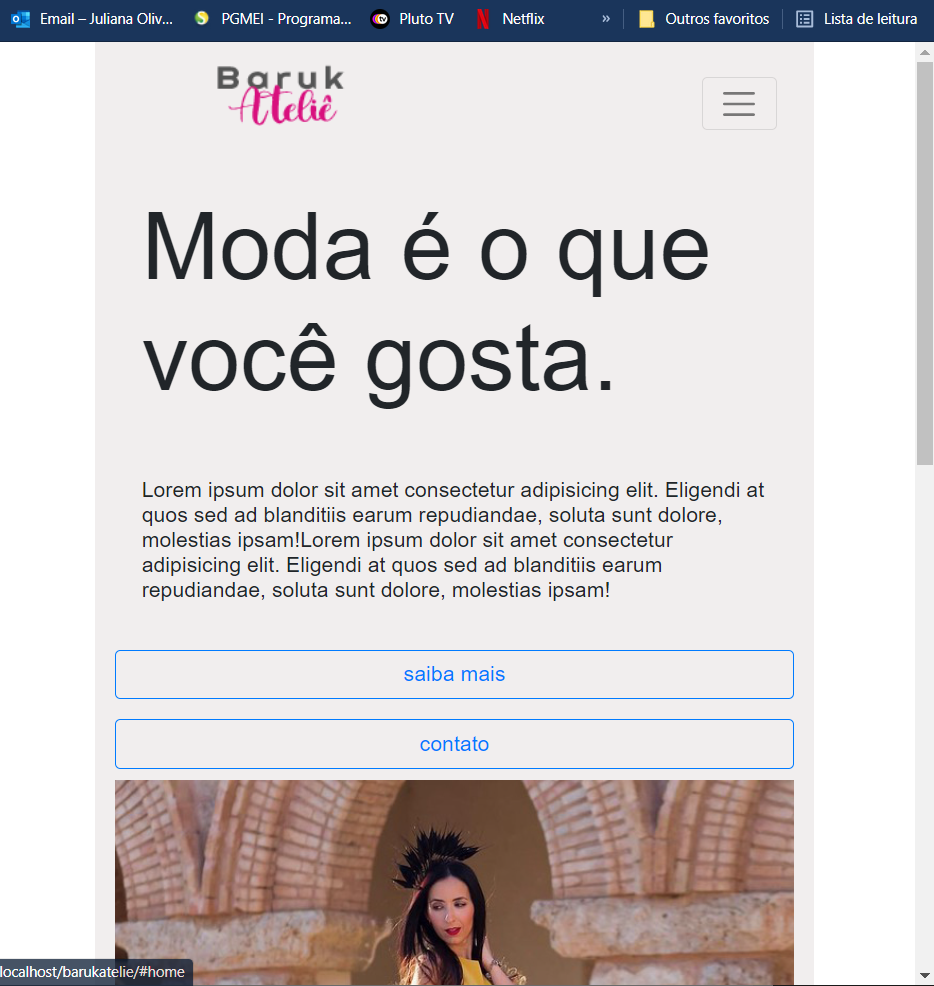 Email – Juliana Oliv... PGMEI - Programa... Pluto TV Netflix » Outros favoritos Lista de leitura
Baruk
Ateliê
Moda é o que
você gosta.
Lorem ipsum dolor sit amet consectetur adipisicing elit. Eligendi at
quos sed ad blanditiis earum repudiandae, soluta sunt dolore,
molestias ipsam!Lorem ipsum dolor sit amet consectetur
adipisicing elit. Eligendi at quos sed ad blanditiis earum
repudiandae, soluta sunt dolore, molestias ipsam!
saiba mais
contato
localhost/barukatelie/#home